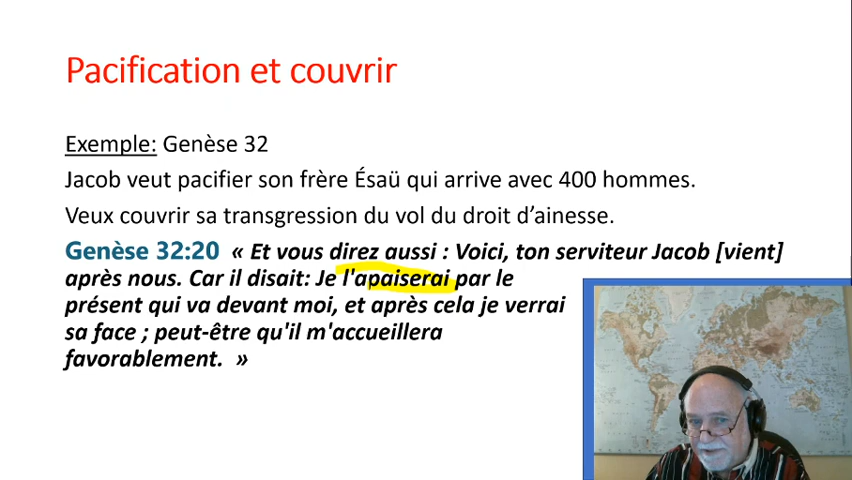 Pacification et couvrir
Exemple: Genèse 32
Jacob veut pacifier son frère Ésaü qui arrive avec 400 hommes.
Veux couvrir sa transgression du vol du droit d'ainesse.
Genèse 32:20 « Et vous direz aussi : Voici, ton serviteur Jacob [vient]
après nous. Car il disait: Je l'apaiserai par le
présent qui va devant moi, et après cela je verrai
sa face ; peut-être qu'il m'accueillera
favorablement. »